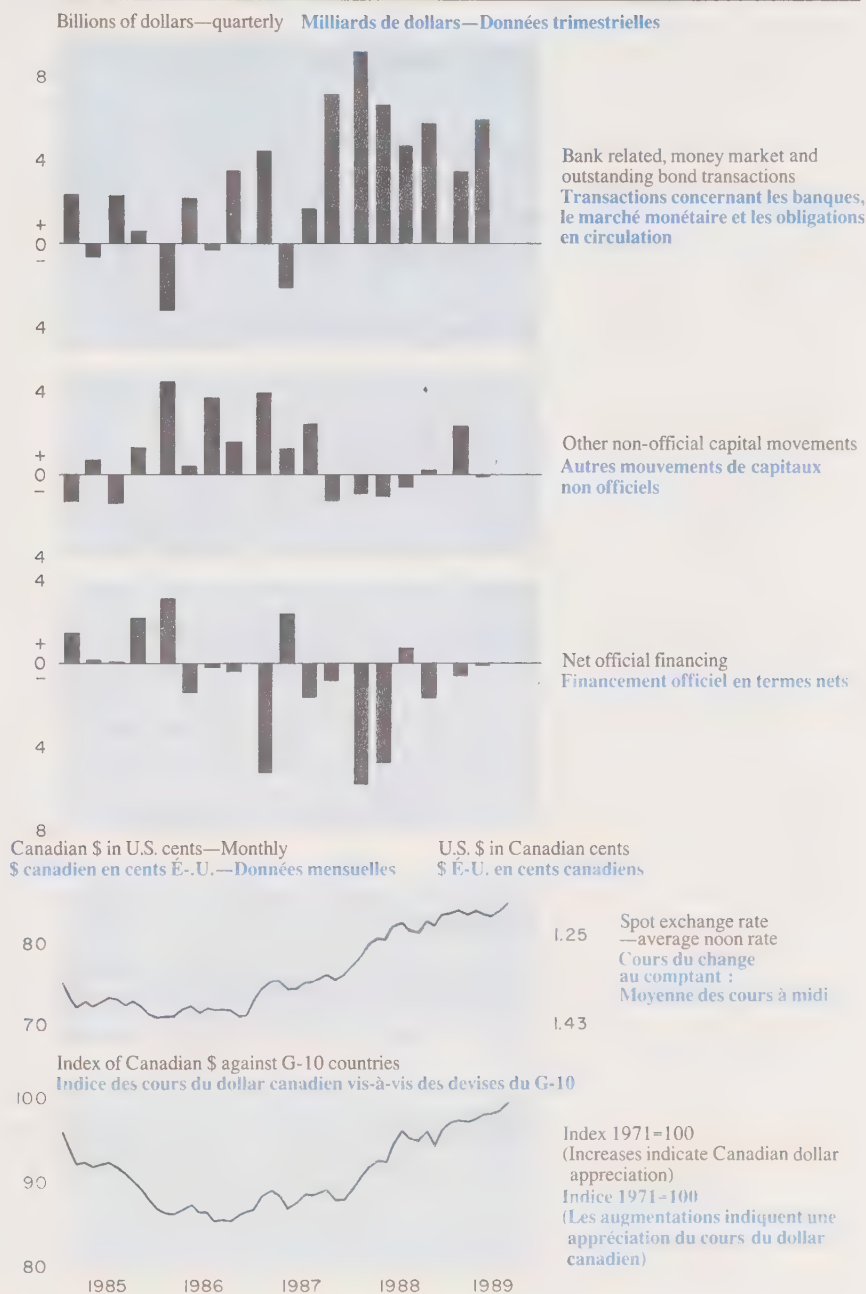 Billions of dollars—quarterly Milliards de dollars—Données trimestrielles
8
4
+
0
−
4
Bank related, money market and
outstanding bond transactions
Transactions concernant les banques,
le marché monétaire et les obligations
en circulation
4
+
0
−
4
Other non-official capital movements
Autres mouvements de capitaux
non officiels
4
+
0
−
4
8
Net official financing
Financement officiel en termes nets
Canadian $ in U.S. cents—Monthly U.S. $ in Canadian cents
$ canadien en cents É-.U.—Données mensuelles $ É-U. en cents canadiens
80
70
1.25
1.43
Spot exchange rate
—average noon rate
Cours du change
au comptant :
Moyenne des cours à midi
Index of Canadian $ against G-10 countries
Indice des cours du dollar canadien vis-à-vis des devises du G-10
100
90
80
Index 1971=100
(Increases indicate Canadian dollar
appreciation)
Indice 1971=100
(Les augmentations indiquent une
appréciation du cours du dollar
canadien)
1985 1986 1987 1988 1989